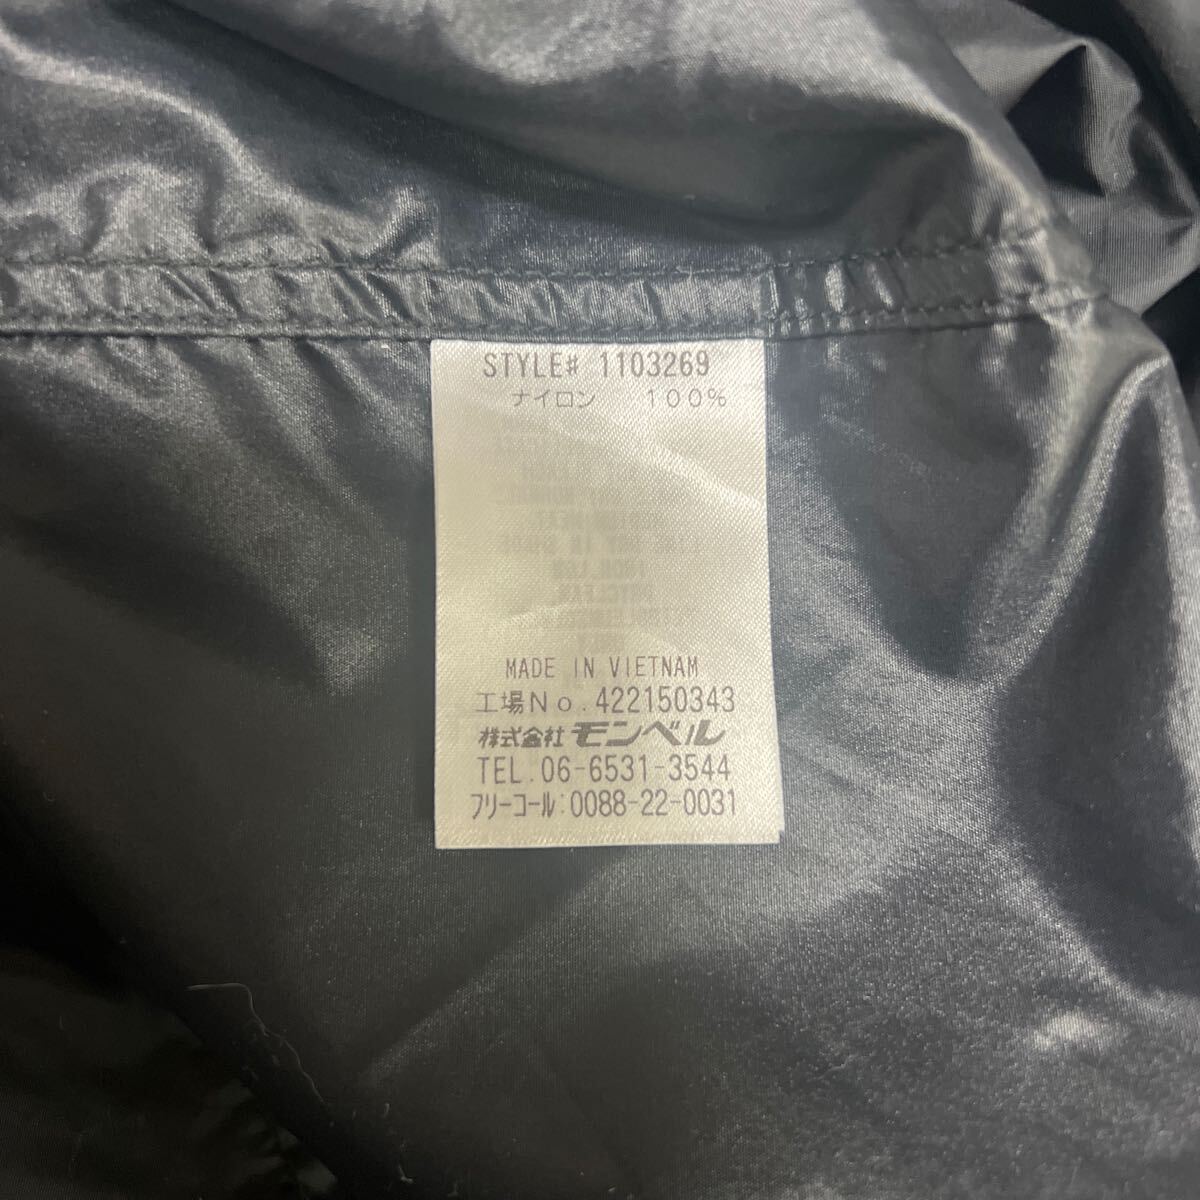 STYLE# 1103269
ナイロン 100%
MADE IN VIETNAM
工場No.422150343
株式会社モンベル
TEL.06-6531-3544
フリーコール:0088-22-0031